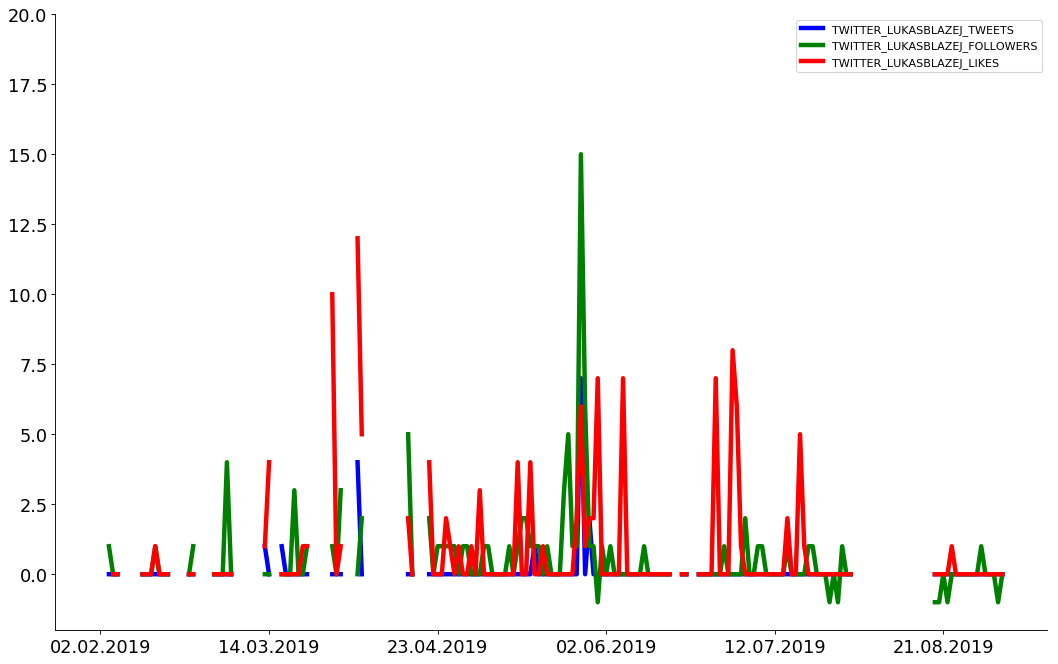 20.0
17.5
15.0
12.5
10.0
7.5
5.0
2.5
0.0
TWITTER_LUKASBLAZEJ_TWEETS
TWITTER_LUKASBLAZEJ_FOLLOWERS
TWITTER_LUKASBLAZEJ_LIKES
02.02.2019 14.03.2019 23.04.2019 02.06.2019 12.07.2019 21.08.2019